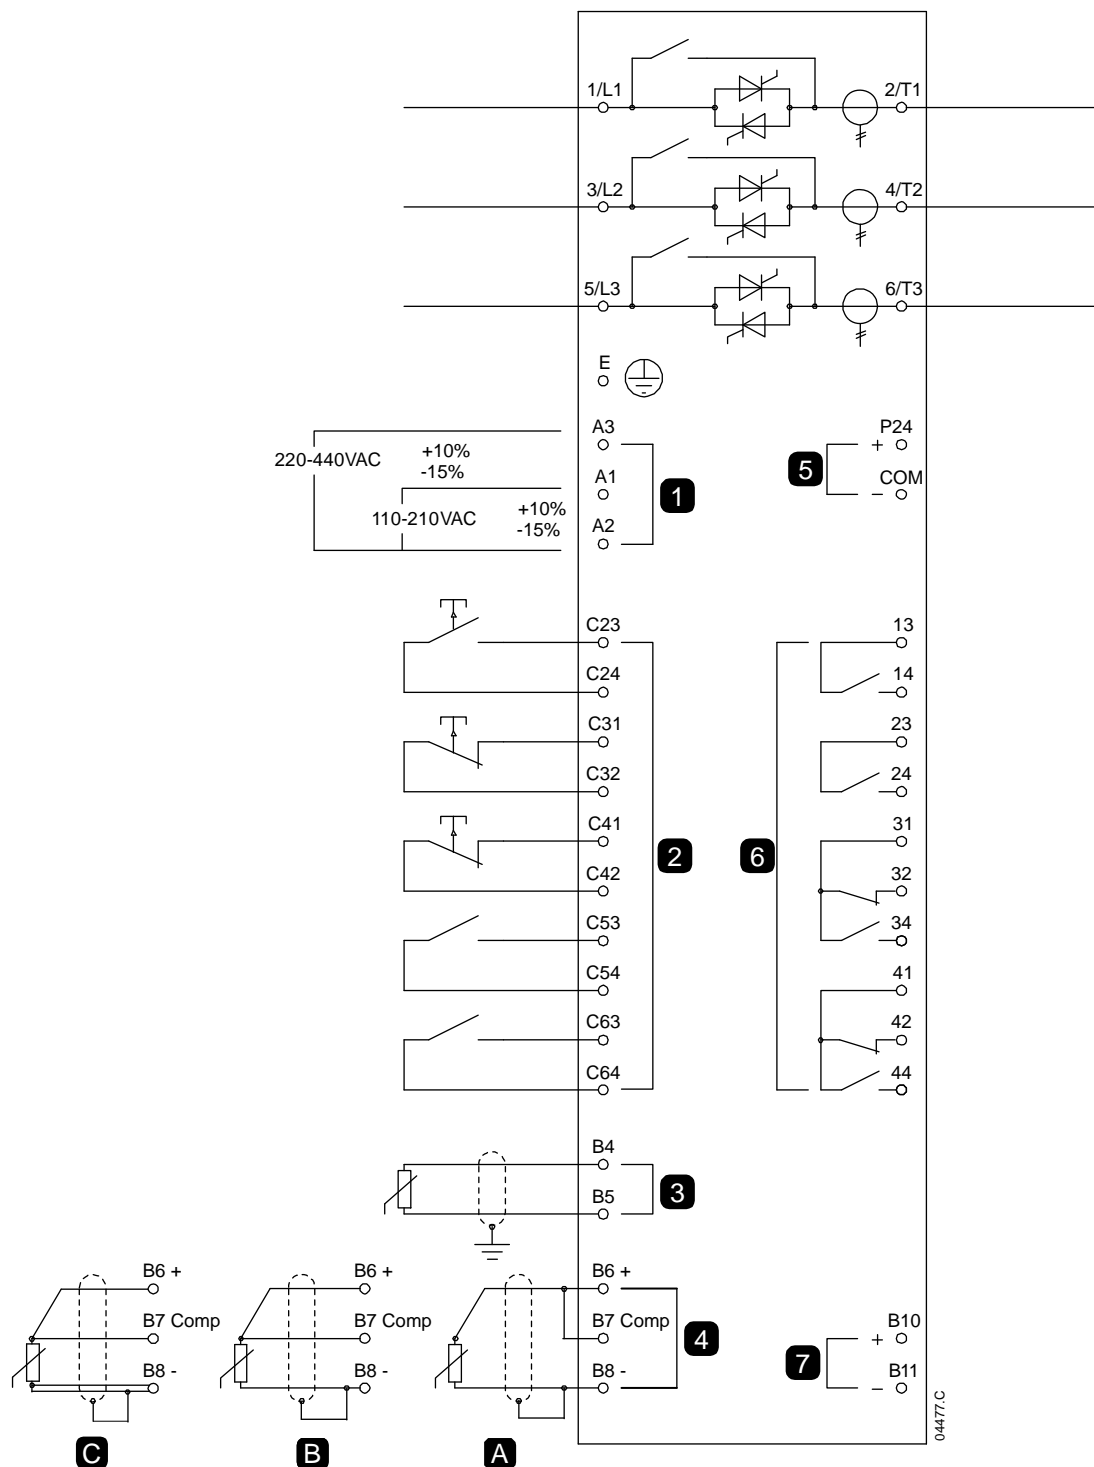 1/L1
2/T1
3/L2
4/T2
5/L3
6/T3
E
A3
P24
220-440VAC
+10%
-15%
+
5
A1
COM
1
-
110-210VAC
+10%
-15%
A2
C23
13
C24
14
C31
23
C32
24
C41
31
2
6
C42
32
C53
34
C54
41
C63
42
C64
44
B4
3
B5
B6 +
B6 +
B6 +
B7 Comp
B7 Comp
B7 Comp
4
+
B10
7
B8 -
B8 -
B8 -
-
B11
04477.C
C
B
A